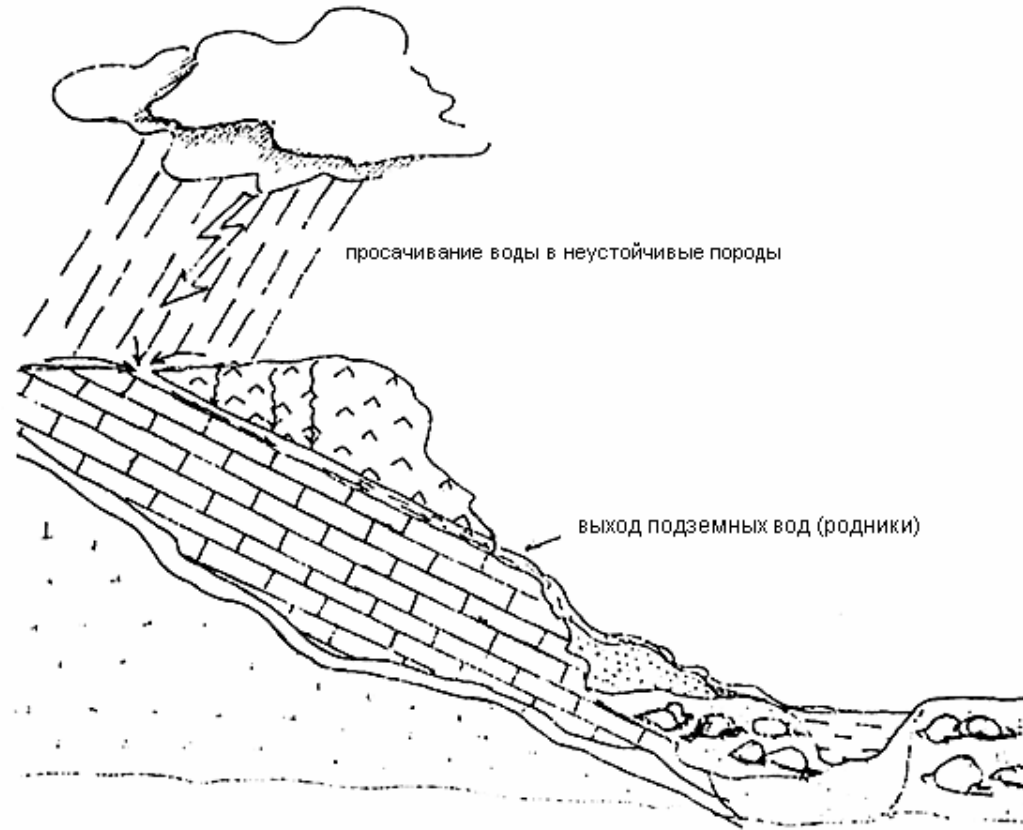 просачивание воды в неустойчивые породы
выход подземных вод (родники)